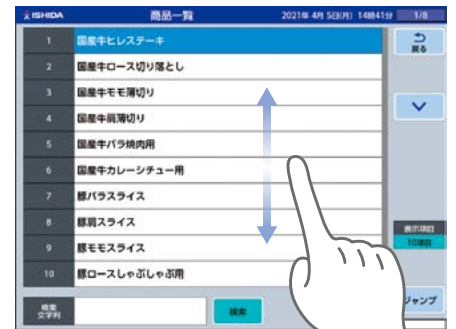 ISHIDA 商品一覧 2021年 4月 5日(月) 14時41分 1/8
1 国産牛ヒレステーキ
戻る
2 国産牛ロース切り落とし
3 国産牛モモ薄切り
4 国産牛肩薄切り
5 国産牛バラ焼肉用
6 国産牛カレーシチュー用
7 豚バラスライス
8 豚肩スライス
表示項目
9 豚モモスライス
10項目
10 豚ロースしゃぶしゃぶ用
検索
文字列
検索
ジャンプ